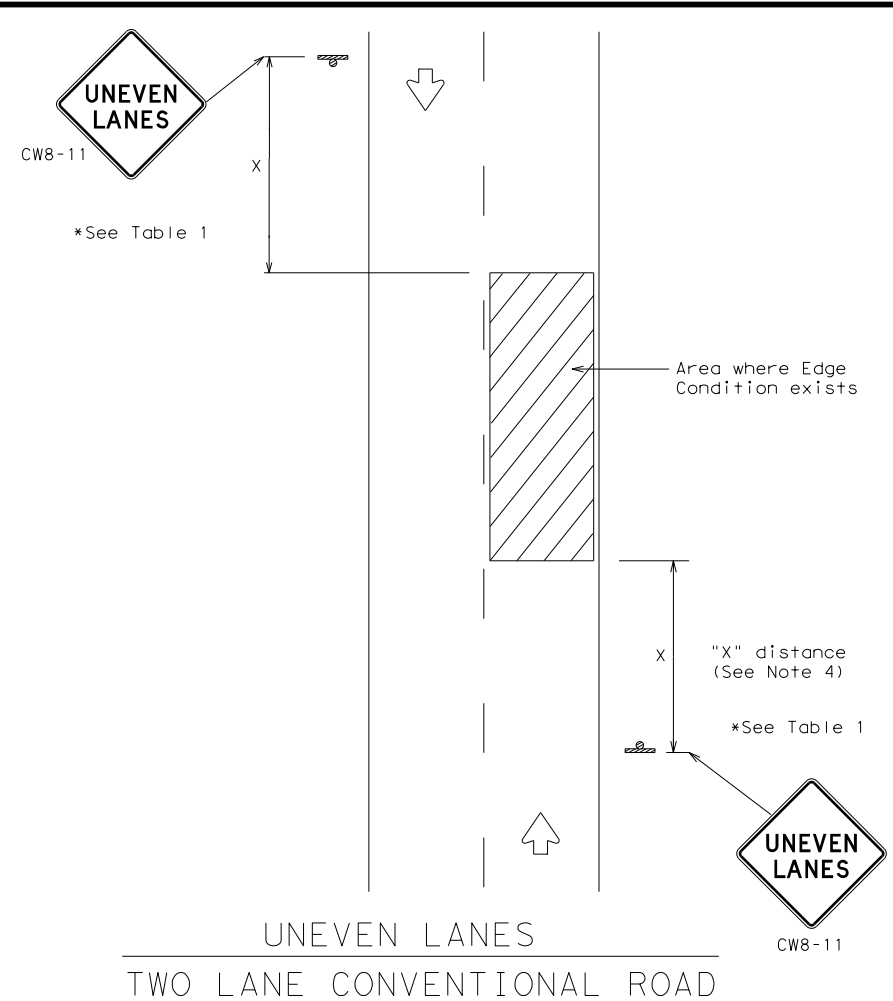 UNEVEN
LANES
CW8-11
X
*See Table 1
Area where Edge
Condition exists
X
"X" distance
(See Note 4)
*See Table 1
UNEVEN
LANES
CW8-11
UNEVEN LANES
TWO LANE CONVENTIONAL ROAD